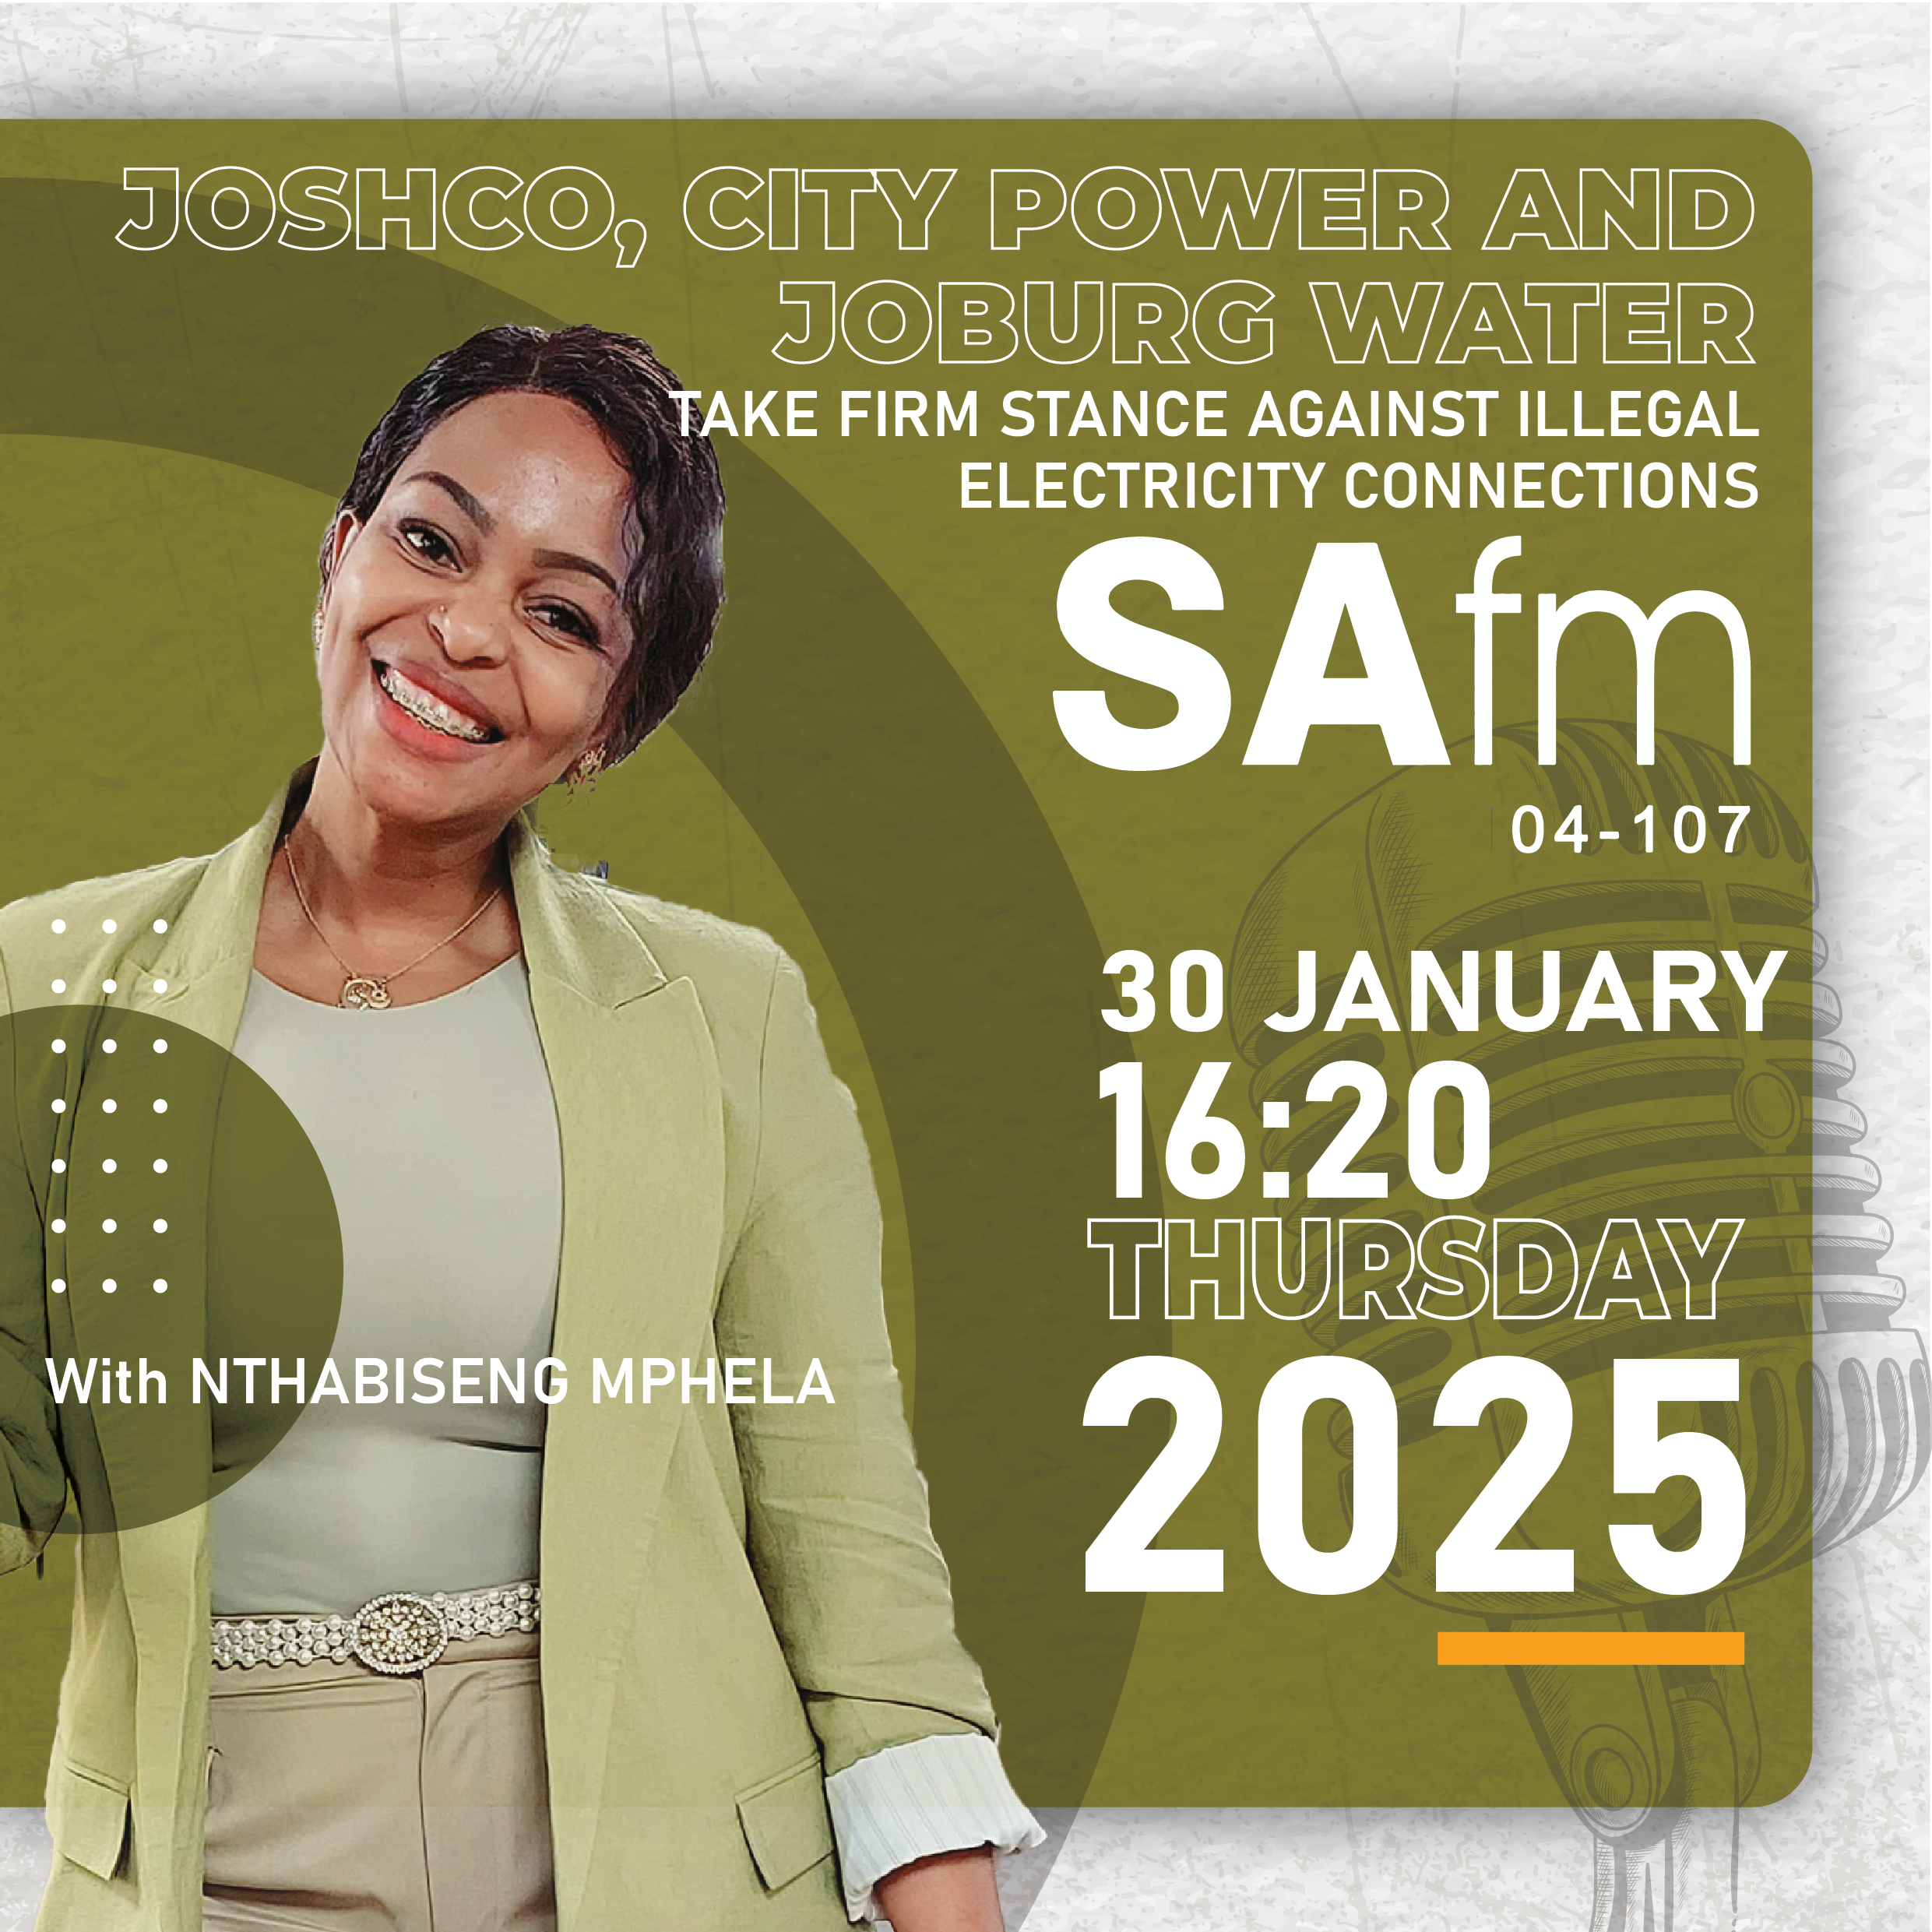 JOSHCO, CITY POWER AND
JOBURG WATER
TAKE FIRM STANCE AGAINST ILLEGAL
ELECTRICITY CONNECTIONS
SAfm
04-107
30 JANUARY
16:20
THURSDAY
2025
With NTHABISENG MPHELA